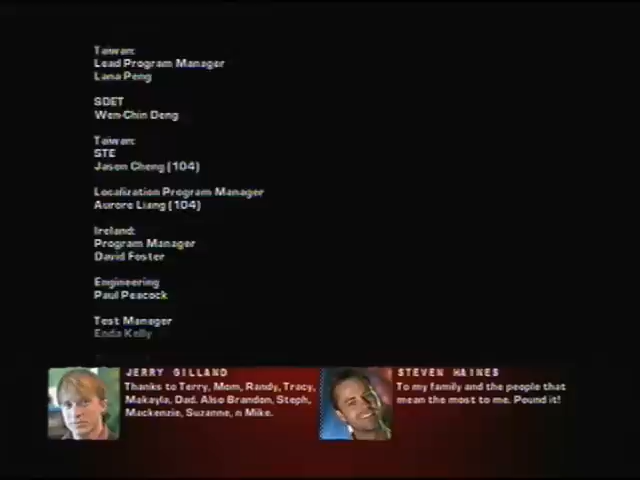 Taiwan:
Lead Program Manager
Lana Peng
SDET
Wen-Chin Deng
Taiwan:
STE
Jason Cheng (104)
Localization Program Manager
Aurore Liang (104)
Ireland:
Program Manager
David Foster
Engineering
Paul Peacock
Test Manager
Enda Kelly
JERRY GILLAND
Thanks to Terry, Mom, Randy, Tracy,
Makayla, Dad. Also Brandon, Steph,
Mackenzie, Suzanne, n Mike.
STEVEN HAINES
To my family and the people that
mean the most to me. Pound it!